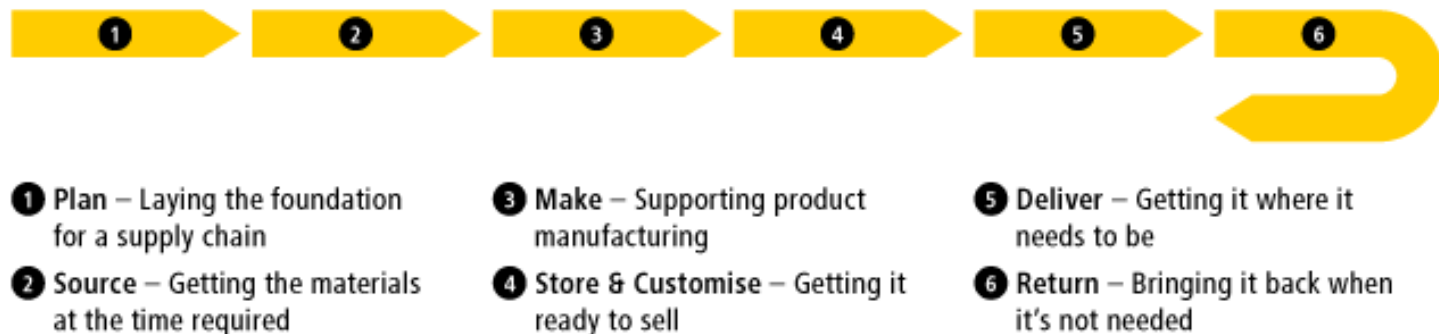 1 2 3 4 5 6
1 Plan – Laying the foundation
for a supply chain
2 Source – Getting the materials
at the time required
3 Make – Supporting product
manufacturing
4 Store & Customise – Getting it
ready to sell
5 Deliver – Getting it where it
needs to be
6 Return – Bringing it back when
it's not needed